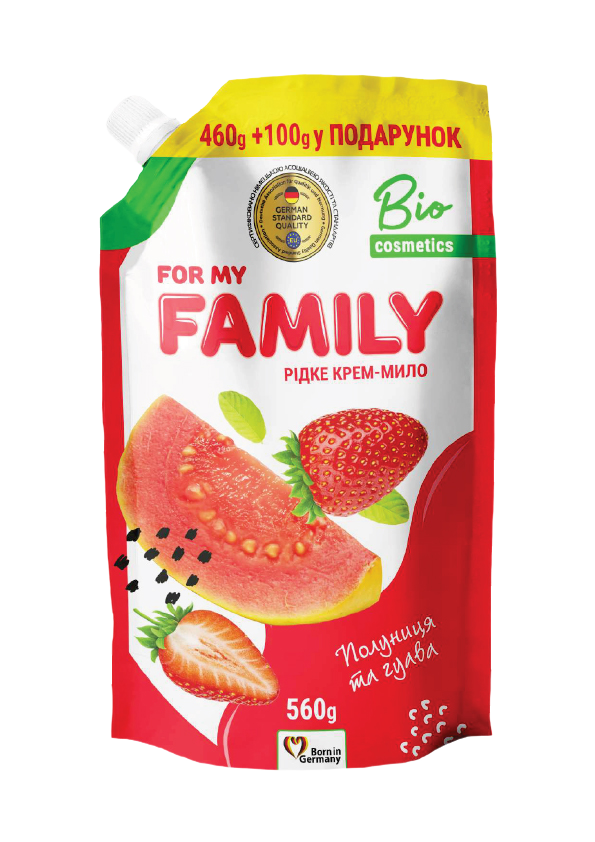 460g +100g у ПОДАРУНОК
GERMAN
STANDARD
QUALITY
EU
Bio
cosmetics
FOR MY
FAMILY
РІДКЕ КРЕМ-МИЛО
Полуниця
та гуава
560g
Born in
Germany